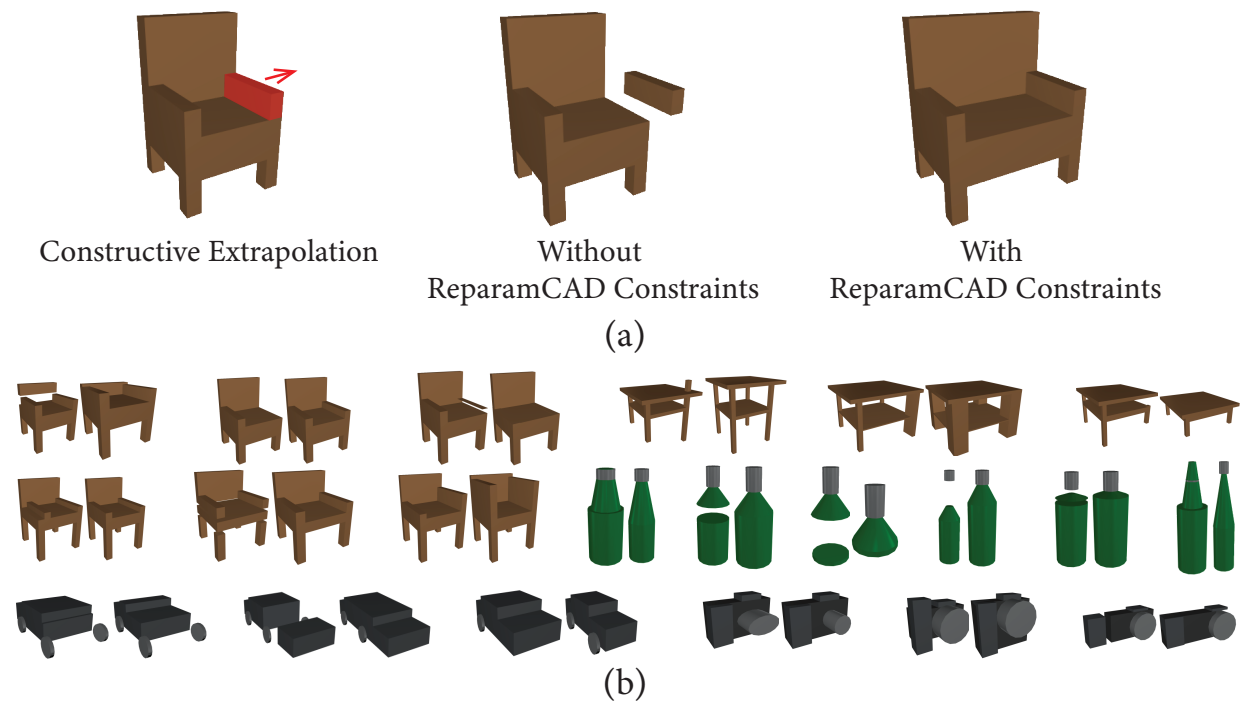 Constructive Extrapolation
Without
ReparamCAD Constraints
With
ReparamCAD Constraints
(a)
(b)